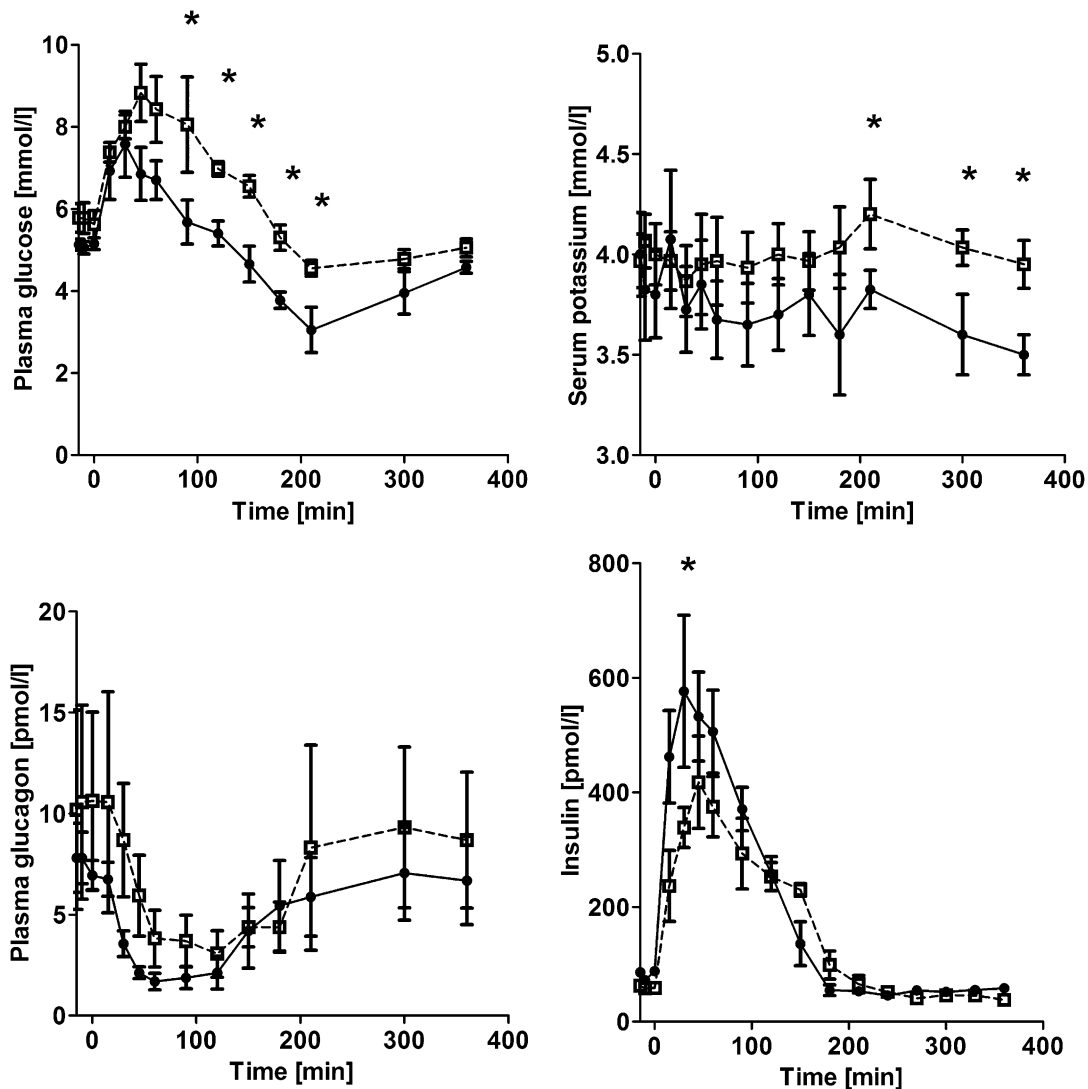 *
*
*
*
*
Plasma glucose [mmol/l]
10
8
6
4
2
0
0 100 200 300 400
Time [min]
*
*
*
Serum potassium [mmol/l]
5.0
4.5
4.0
3.5
3.0
0 100 200 300 400
Time [min]
Plasma glucagon [pmol/l]
20
15
10
5
0
0 100 200 300 400
Time [min]
*
Insulin [pmol/l]
800
600
400
200
0
0 100 200 300 400
Time [min]